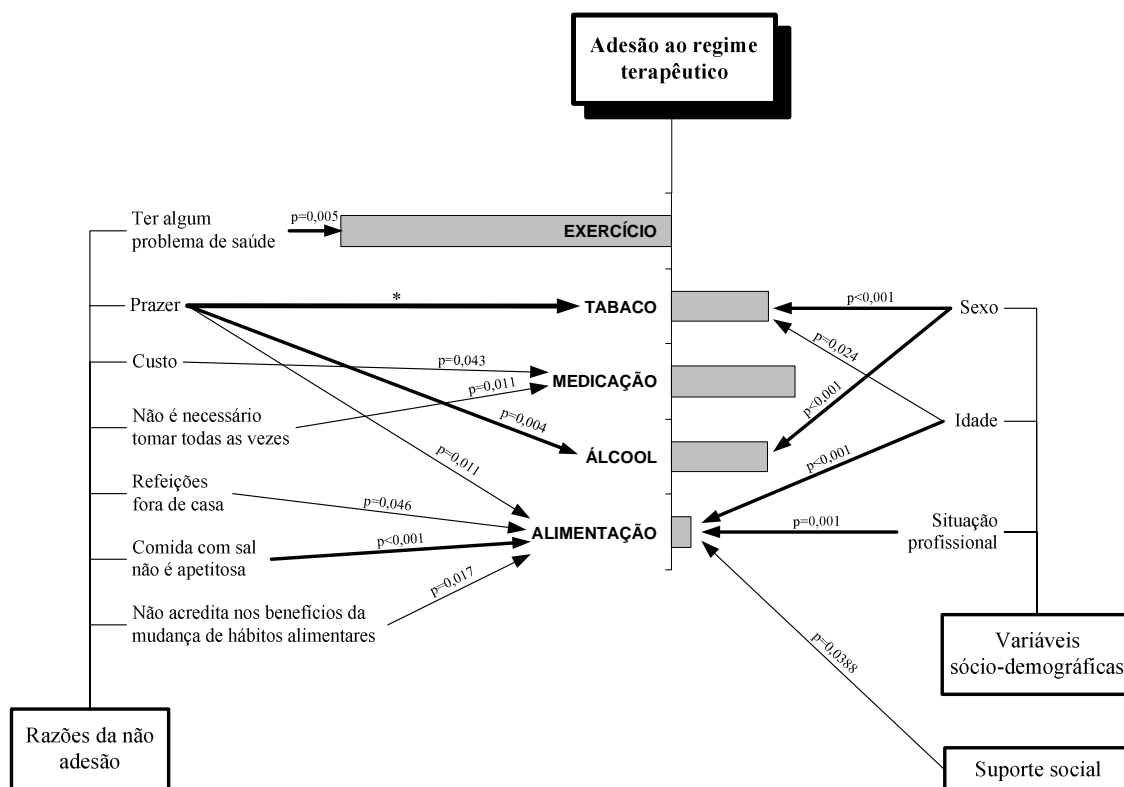 Adesão ao regime
terapêutico
Ter algum
problema de saúde
p=0,005
EXERCÍCIO
Prazer
*
TABACO
p<0,001
Sexo
p=0,024
Custo
p=0,043
MEDICAÇÃO
p=0,011
p<0,001
Não é necessário
tomar todas as vezes
p=0,004
ÁLCOOL
Idade
p<0,001
p=0,011
Refeições
fora de casa
p=0,046
ALIMENTAÇÃO
p=0,001
Situação
profissional
Comida com sal
não é apetitosa
p<0,001
p=0,017
Não acredita nos benefícios da
mudança de hábitos alimentares
p=0,0388
Variáveis
sócio-demográficas
Razões da não
adesão
Suporte social